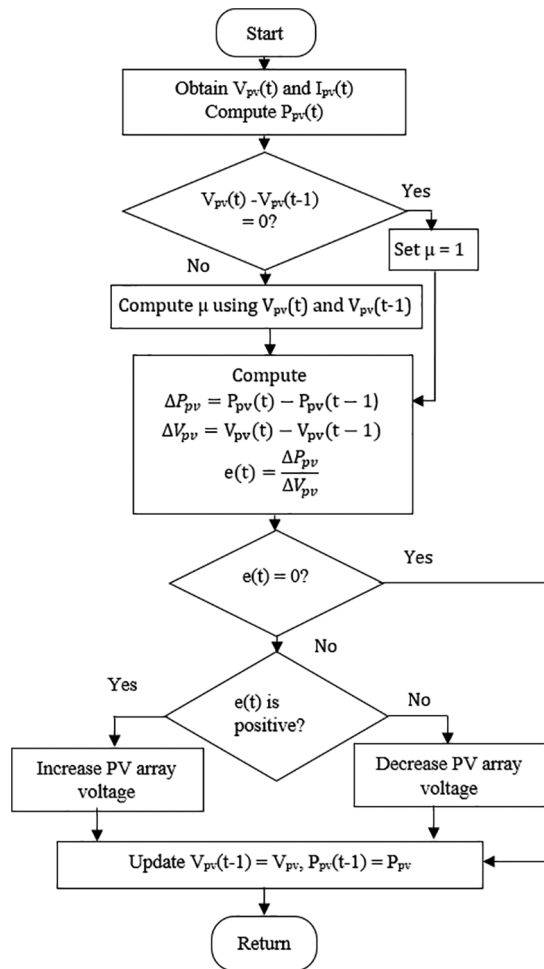 Start
Obtain Vpv(t) and Ipv(t)
Compute Ppv(t)
Vpv(t) -Vpv(t-1)
= 0?
Yes
Set μ = 1
No
Compute μ using Vpv(t) and Vpv(t-1)
Compute
ΔPpv = Ppv(t) − Ppv(t − 1)
ΔVpv = Vpv(t) − Vpv(t − 1)
e(t) = ΔPpv / ΔVpv
e(t) = 0?
Yes
No
e(t) is
positive?
Yes
No
Increase PV array
voltage
Decrease PV array
voltage
Update Vpv(t-1) = Vpv, Ppv(t-1) = Ppv
Return